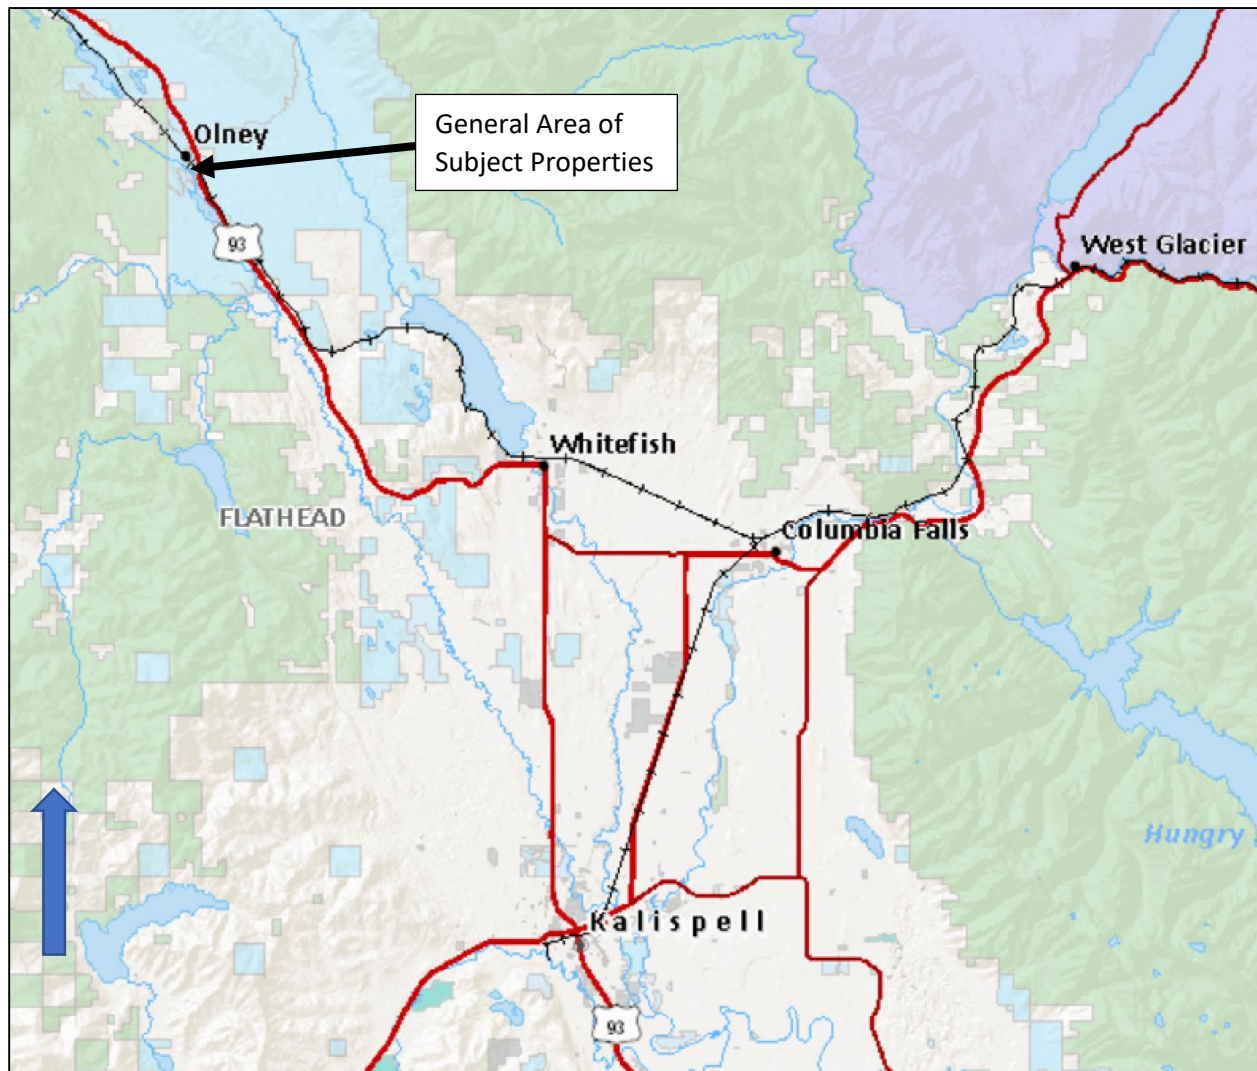 General Area of
Subject Properties
Olney
93
West Glacier
Whitefish
FLATHEAD
Columbia Falls
Hungry
Kalispell
93